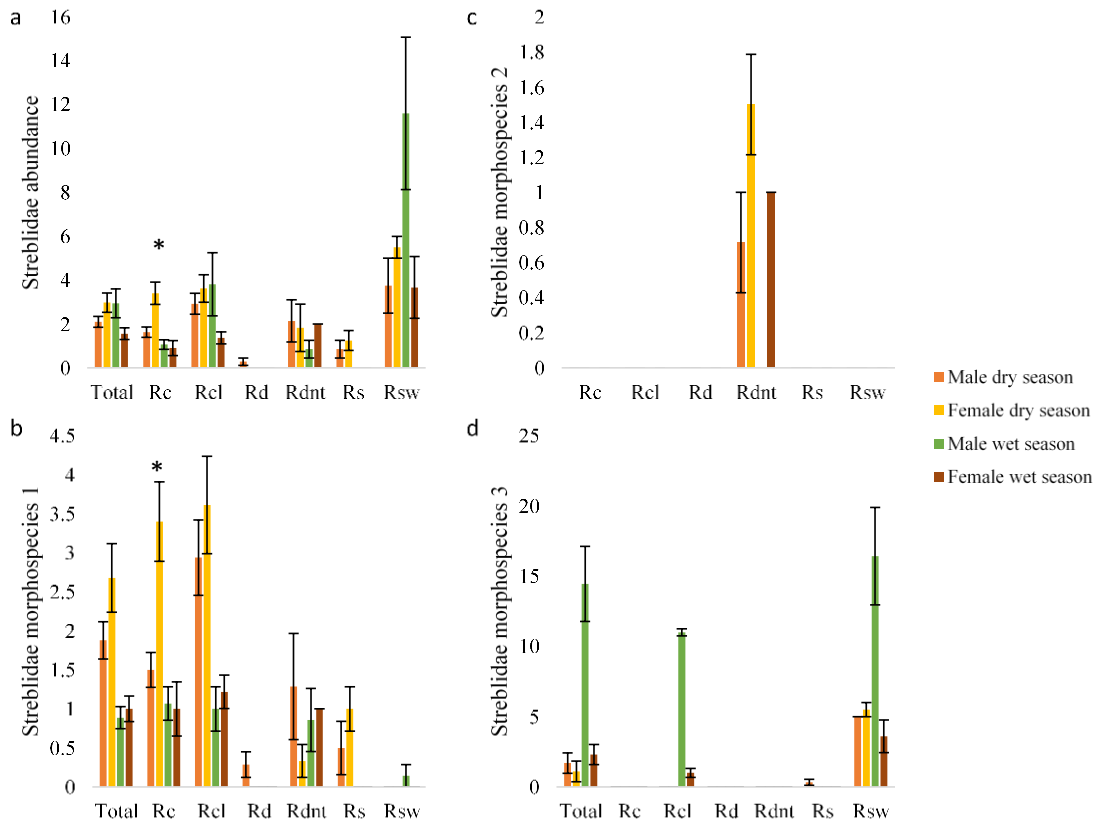 a
Streblidae abundance
16
14
12
10
8
6
4
2
0
*
Total Rc Rcl Rd Rdnt Rs Rsw
c
Streblidae morphospecies 2
2
1.8
1.6
1.4
1.2
1
0.8
0.6
0.4
0.2
0
Rc Rcl Rd Rdnt Rs Rsw
Male dry season
Female dry season
Male wet season
Female wet season
b
Streblidae morphospecies 1
4.5
4
3.5
3
2.5
2
1.5
1
0.5
0
*
Total Rc Rcl Rd Rdnt Rs Rsw
d
Streblidae morphospecies 3
25
20
15
10
5
0
Total Rc Rcl Rd Rdnt Rs Rsw